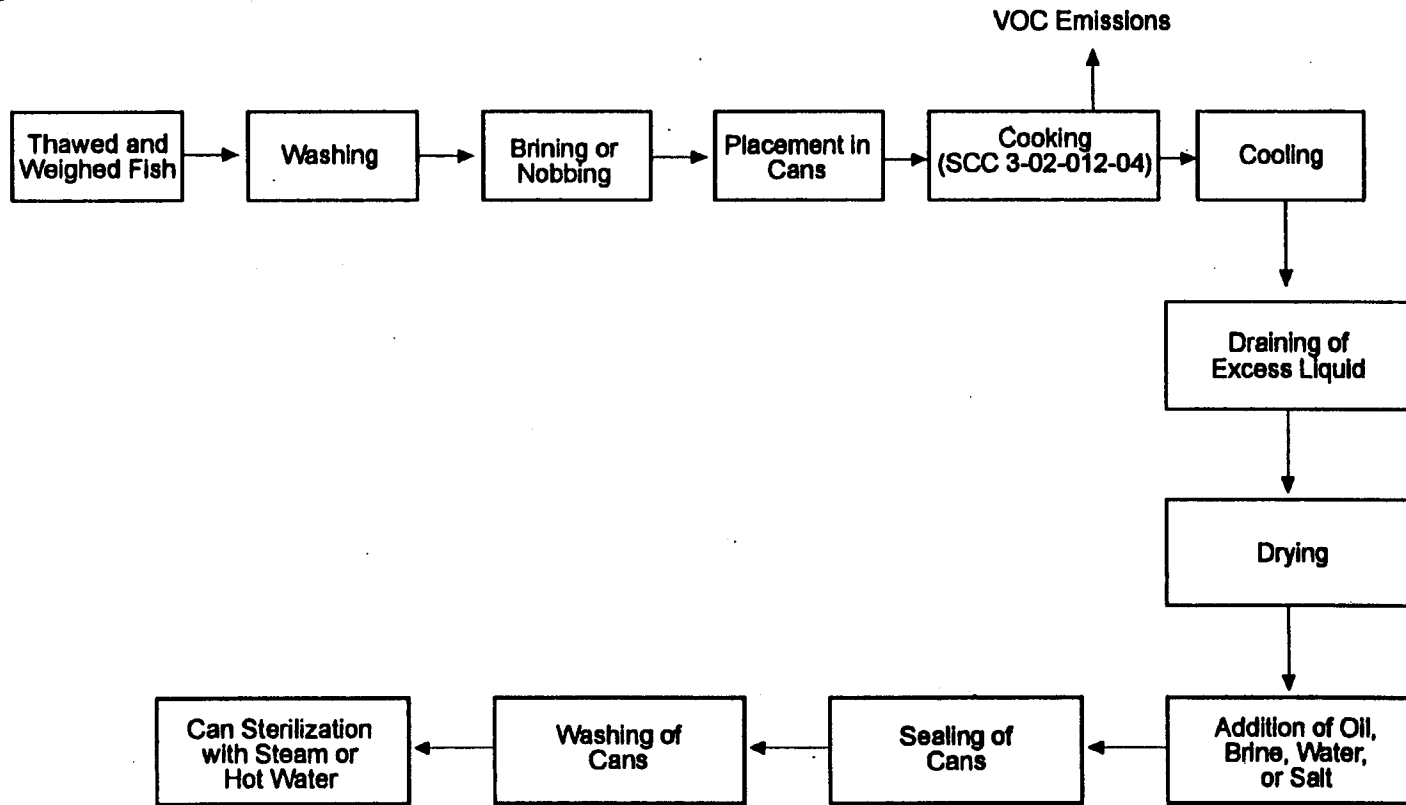 VOC Emissions
Thawed and
Weighed Fish
Washing
Brining or
Nobbing
Placement in
Cans
Cooking
(SCC 3-02-012-04)
Cooling
Draining of
Excess Liquid
Drying
Addition of Oil,
Brine, Water,
or Salt
Sealing of
Cans
Washing of
Cans
Can Sterilization
with Steam or
Hot Water